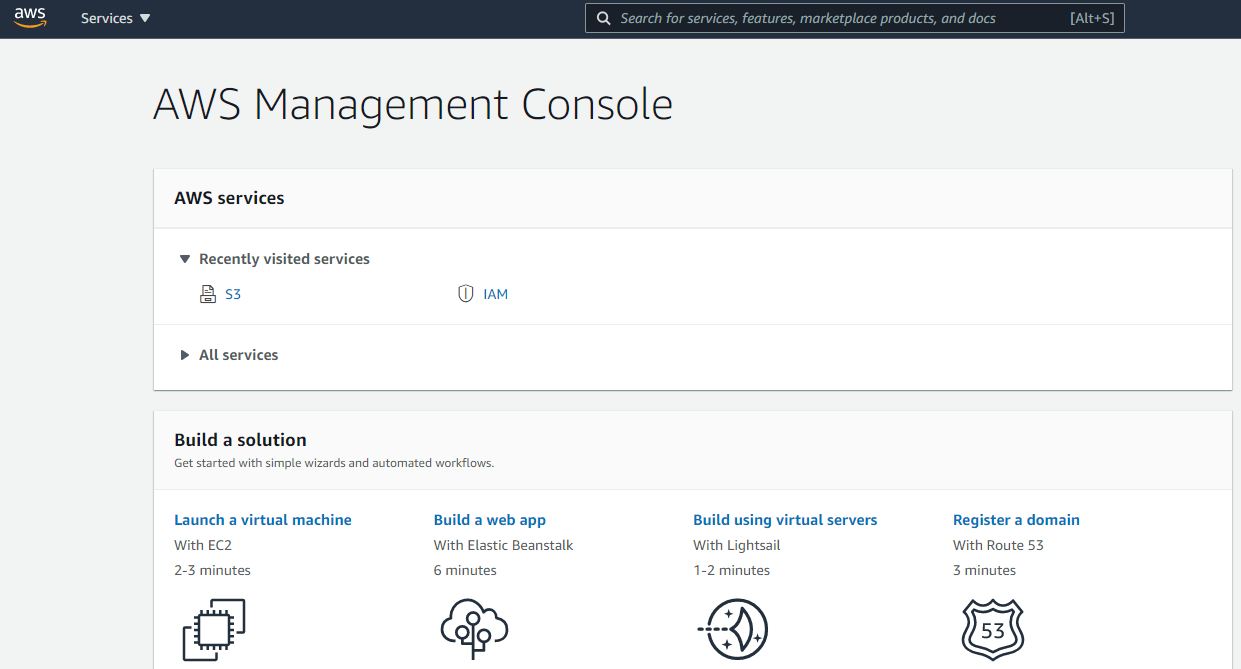 aws Services Search for services, features, marketplace products, and docs [Alt+S]
AWS Management Console
AWS services
Recently visited services
S3 IAM
All services
Build a solution
Get started with simple wizards and automated workflows.
Launch a virtual machine Build a web app Build using virtual servers Register a domain
With EC2 With Elastic Beanstalk With Lightsail With Route 53
2-3 minutes 6 minutes 1-2 minutes 3 minutes
53